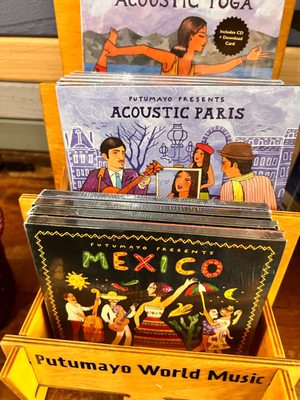 ACOUSTIC YOGA
Includes CD
+ Download
Card
PUTUMAYO PRESENTS
ACOUSTIC PARIS
PUTUMAYO PRESENTS
MEXICO
Putumayo World Music